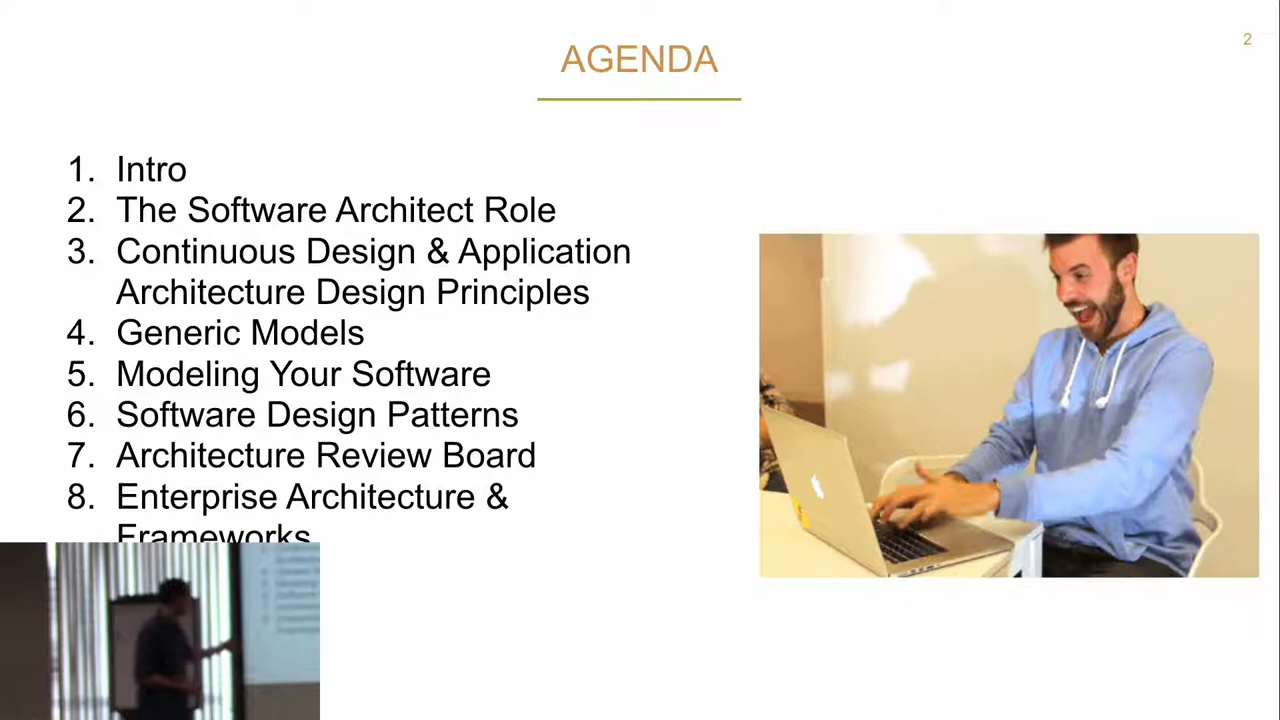 AGENDA
2
1. Intro
2. The Software Architect Role
3. Continuous Design & Application
Architecture Design Principles
4. Generic Models
5. Modeling Your Software
6. Software Design Patterns
7. Architecture Review Board
8. Enterprise Architecture &
Frameworks